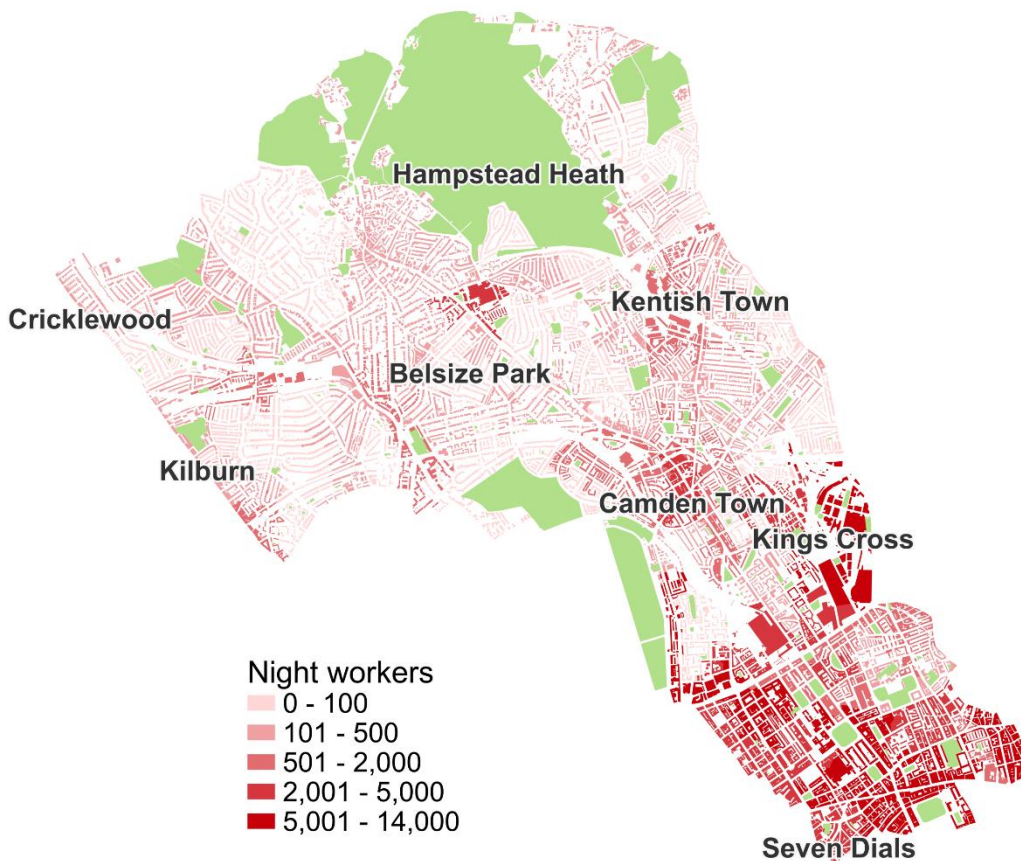 Hampstead Heath
Kentish Town
Cricklewood
Belsize Park
Kilburn
Camden Town
Kings Cross
Night workers
0 - 100
101 - 500
501 - 2,000
2,001 - 5,000
5,001 - 14,000
Seven Dials